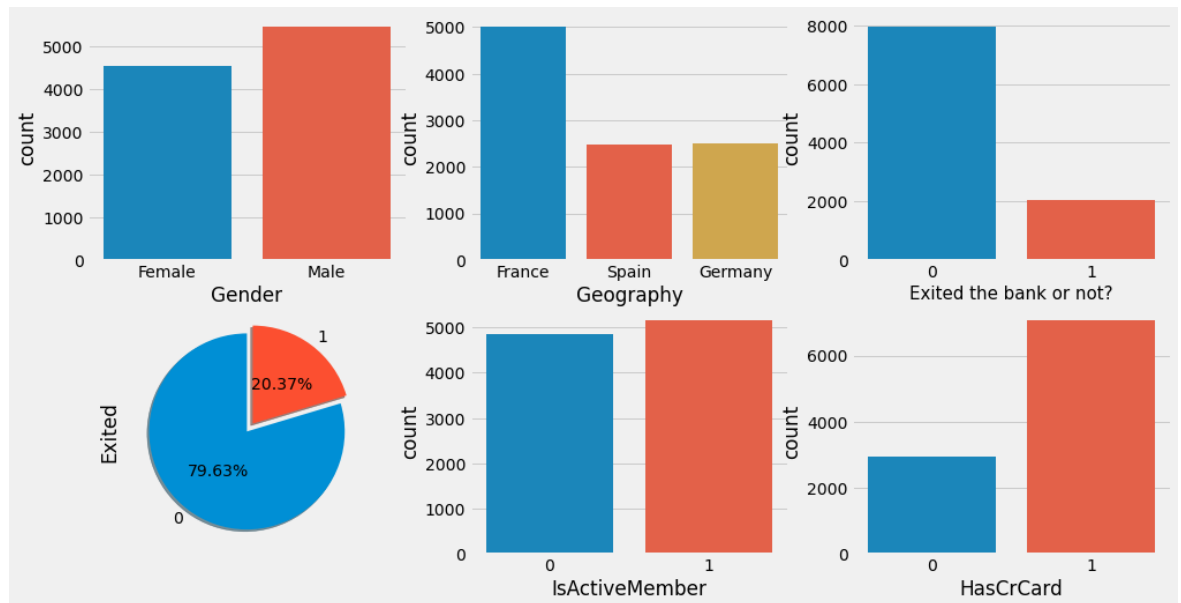 count
5000
4000
3000
2000
1000
0
Female Male
Gender
count
5000
4000
3000
2000
1000
0
France Spain Germany
Geography
count
8000
6000
4000
2000
0
0 1
Exited the bank or not?
Exited
1
20.37%
79.63%
0
count
5000
4000
3000
2000
1000
0
0 1
IsActiveMember
count
6000
4000
2000
0
0 1
HasCrCard